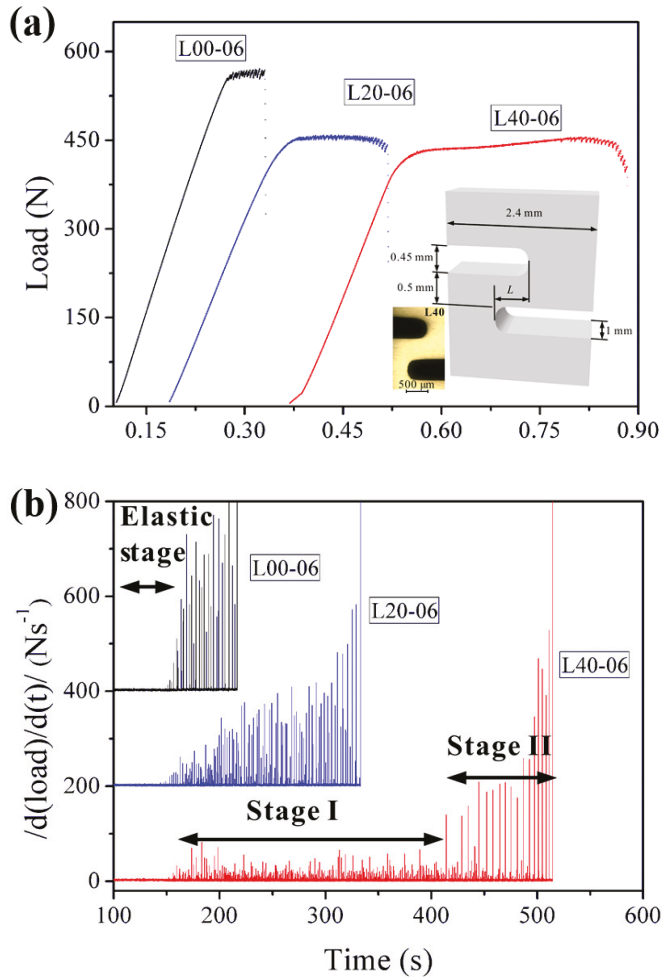 (a)
600
450
300
150
0
Load (N)
L00-06
L20-06
L40-06
2.4 mm
0.45 mm
0.5 mm
L
1 mm
L40
500 μm
0.15
0.30
0.45
0.60
0.75
0.90
(b)
800
600
400
200
0
/d(load)/d(t)/ (Ns⁻¹)
Elastic
stage
L00-06
L20-06
L40-06
Stage II
Stage I
100
200
300
400
500
600
Time (s)